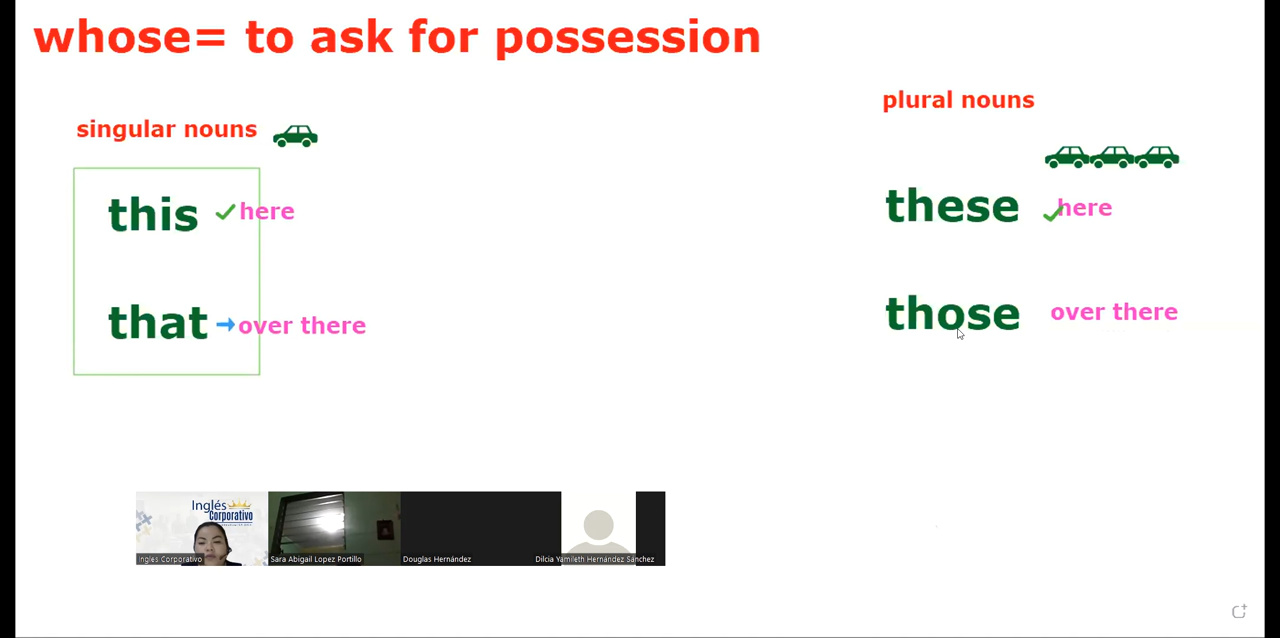 whose= to ask for possession
plural nouns
singular nouns
this here
these here
that over there
those over there
Inglés
Corporativo
Inglés Corporativo
Sara Abigail Lopez Portillo
Douglas Hernández
Dilcia Yamileth Hernández Sánchez